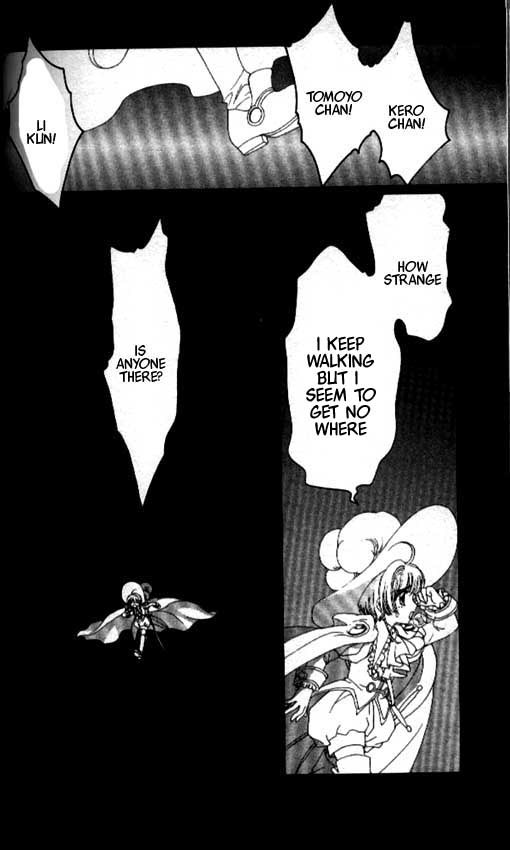 KERO
CHAN!
TOMOYO
CHAN!
LI
KUN!
HOW
STRANGE
I KEEP
WALKING
BUT I
SEEM TO
GET NO
WHERE
IS
ANYONE
THERE?